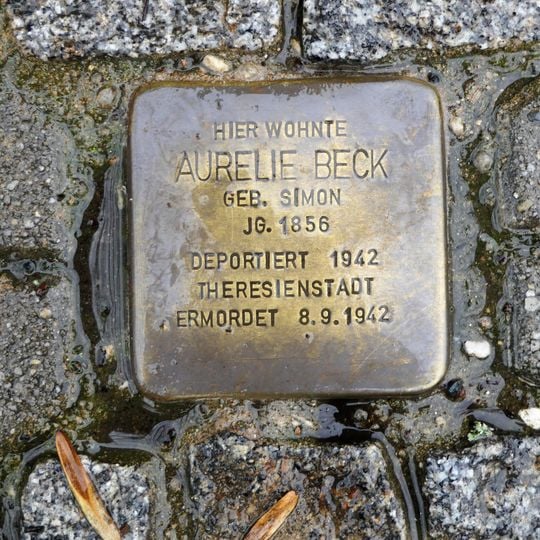 HIER WOHNTE
AURELIE BECK
GEB. SIMON
JG. 1856
DEPORTIERT 1942
THERESIENSTADT
ERMORDET 8.9.1942